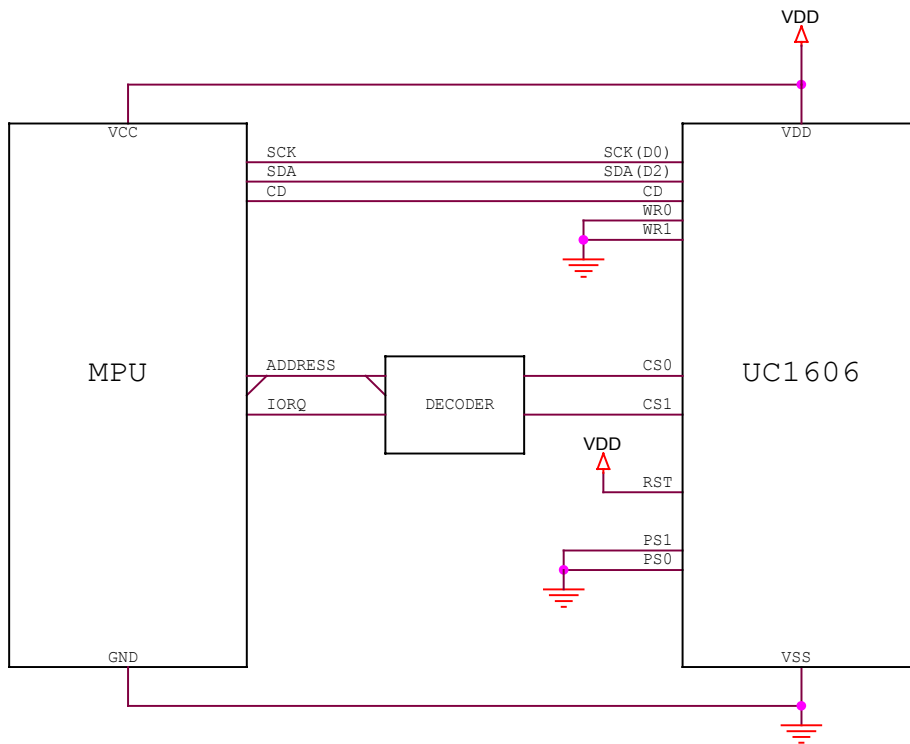 VDD
VCC
VDD
SCK
SCK(D0)
SDA
SDA(D2)
CD
CD
WR0
WR1
MPU
ADDRESS
IORQ
DECODER
CS0
CS1
UC1606
VDD
RST
PS1
PS0
GND
VSS